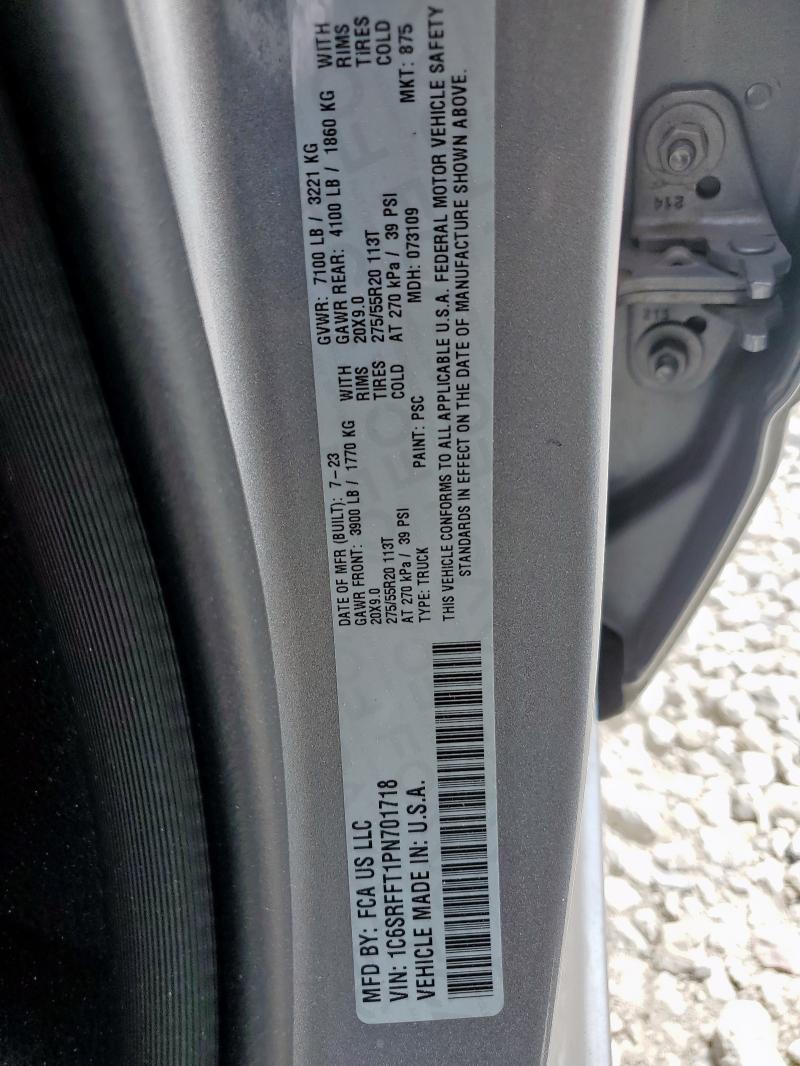 MFD BY: FCA US LLC
VIN: 1C6SRFFT1PN701718
VEHICLE MADE IN: U.S.A.
DATE OF MFR (BUILT): 7-23
GAWR FRONT: 3900 LB / 1770 KG WITH
20X9.0 RIMS
275/55R20 113T TIRES
AT 270 kPa / 39 PSI COLD
TYPE: TRUCK PAINT: PSC
GVWR: 7100 LB / 3221 KG
GAWR REAR: 4100 LB / 1860 KG WITH
20X9.0 RIMS
275/55R20 113T TIRES
AT 270 kPa / 39 PSI COLD
MDH: 073109 MKT: 875
THIS VEHICLE CONFORMS TO ALL APPLICABLE U.S.A. FEDERAL MOTOR VEHICLE SAFETY
STANDARDS IN EFFECT ON THE DATE OF MANUFACTURE SHOWN ABOVE.
214